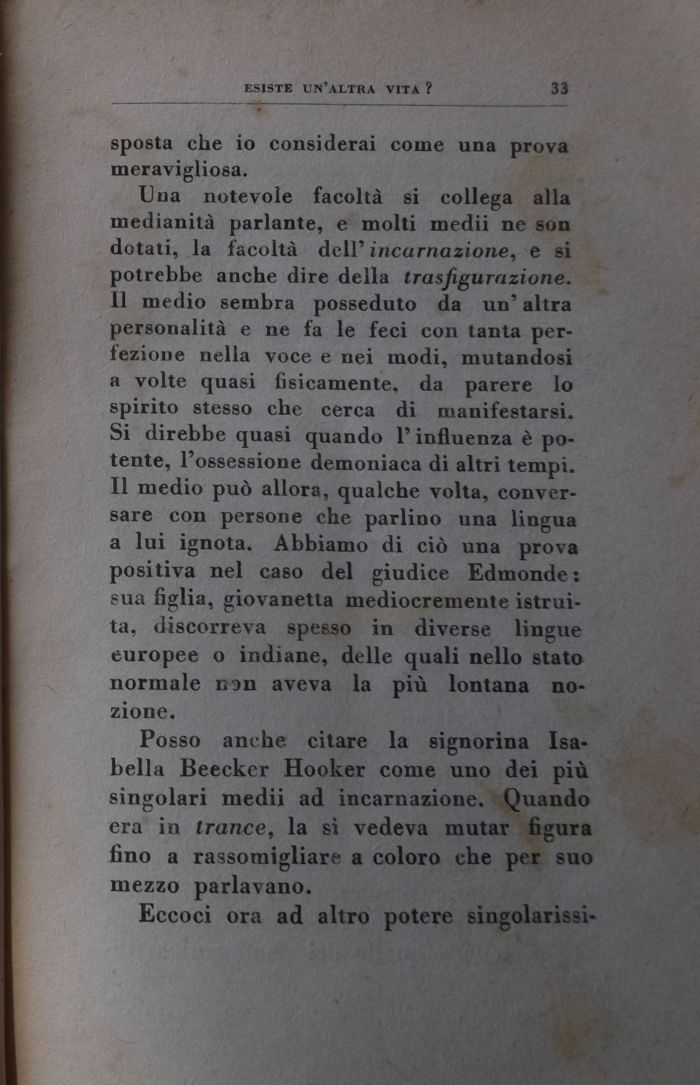 ESISTE UN'ALTRA VITA? 33
sposta che io considerai come una prova
meravigliosa.
Una notevole facoltà si collega alla
medianità parlante, e molti medii ne son
dotati, la facoltà dell'incarnazione, e si
potrebbe anche dire della trasfigurazione.
Il medio sembra posseduto da un'altra
personalità e ne fa le feci con tanta per-
fezione nella voce e nei modi, mutandosi
a volte quasi fisicamente, da parere lo
spirito stesso che cerca di manifestarsi.
Si direbbe quasi quando l'influenza è po-
tente, l'ossessione demoniaca di altri tempi.
Il medio può allora, qualche volta, conver-
sare con persone che parlino una lingua
a lui ignota. Abbiamo di ciò una prova
positiva nel caso del giudice Edmonde:
sua figlia, giovanetta mediocremente istrui-
ta, discorreva spesso in diverse lingue
europee o indiane, delle quali nello stato
normale non aveva la più lontana no-
zione.
Posso anche citare la signorina Isa-
bella Beecker Hooker come uno dei più
singolari medii ad incarnazione. Quando
era in trance, la sì vedeva mutar figura
fino a rassomigliare a coloro che per suo
mezzo parlavano.
Eccoci ora ad altro potere singolarissi-